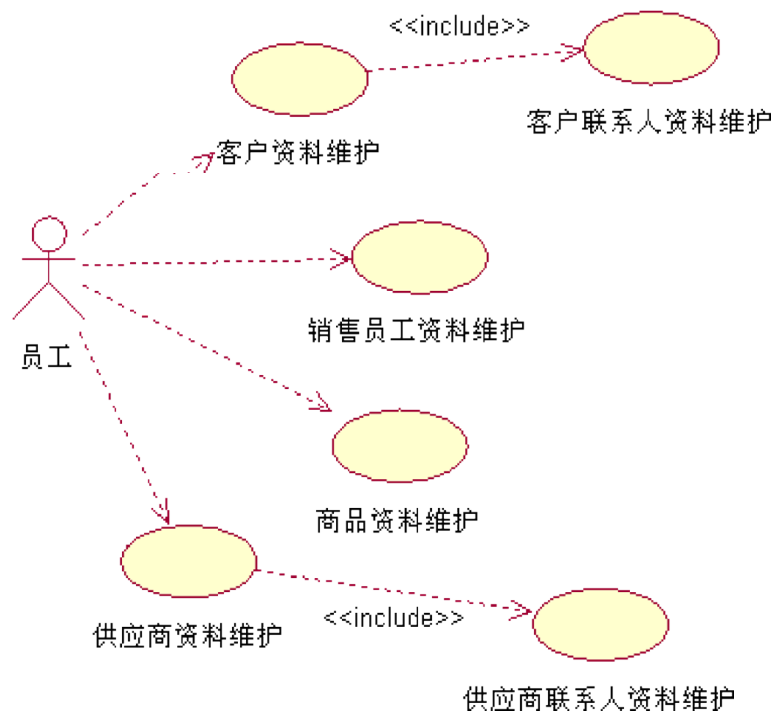 <<include>>
客户联系人资料维护
客户资料维护
销售员工资料维护
员工
商品资料维护
<<include>>
供应商资料维护
供应商联系人资料维护